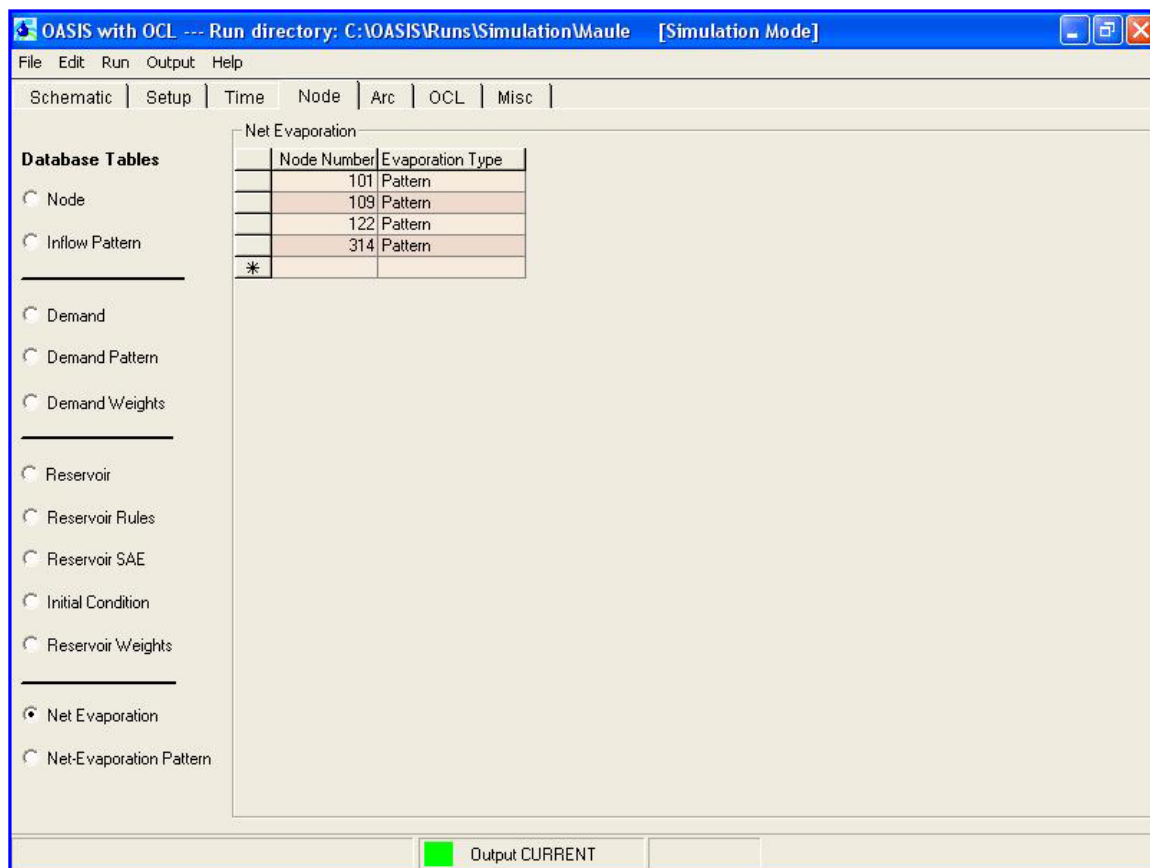 OASIS with OCL --- Run directory: C:\OASIS\Runs\Simulation\Maule [Simulation Mode]
File Edit Run Output Help
Schematic Setup Time Node Arc OCL Misc
Database Tables
Node
Inflow Pattern
Demand
Demand Pattern
Demand Weights
Reservoir
Reservoir Rules
Reservoir SAE
Initial Condition
Reservoir Weights
Net Evaporation
Net-Evaporation Pattern
Net Evaporation
Node Number Evaporation Type
101 Pattern
109 Pattern
122 Pattern
314 Pattern
*
Output CURRENT